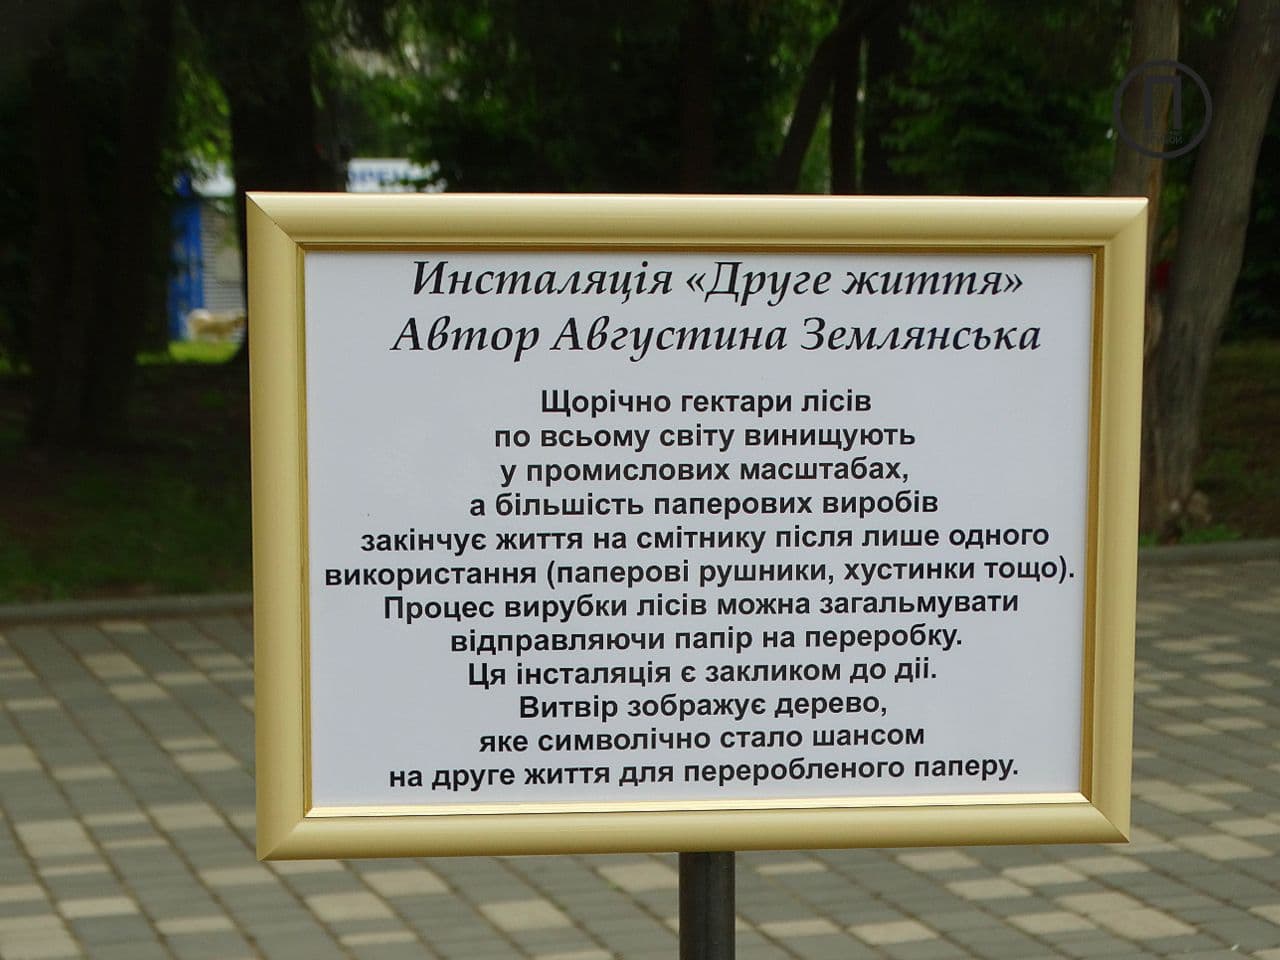 Инсталяція «Друге життя»
Автор Августина Землянська
Щорічно гектари лісів
по всьому світу винищують
у промислових масштабах,
а більшість паперових виробів
закінчує життя на смітнику після лише одного
використання (паперові рушники, хустинки тощо).
Процес вирубки лісів можна загальмувати
відправляючи папір на переробку.
Ця інсталяція є закликом до діі.
Витвір зображує дерево,
яке символічно стало шансом
на друге життя для переробленого паперу.